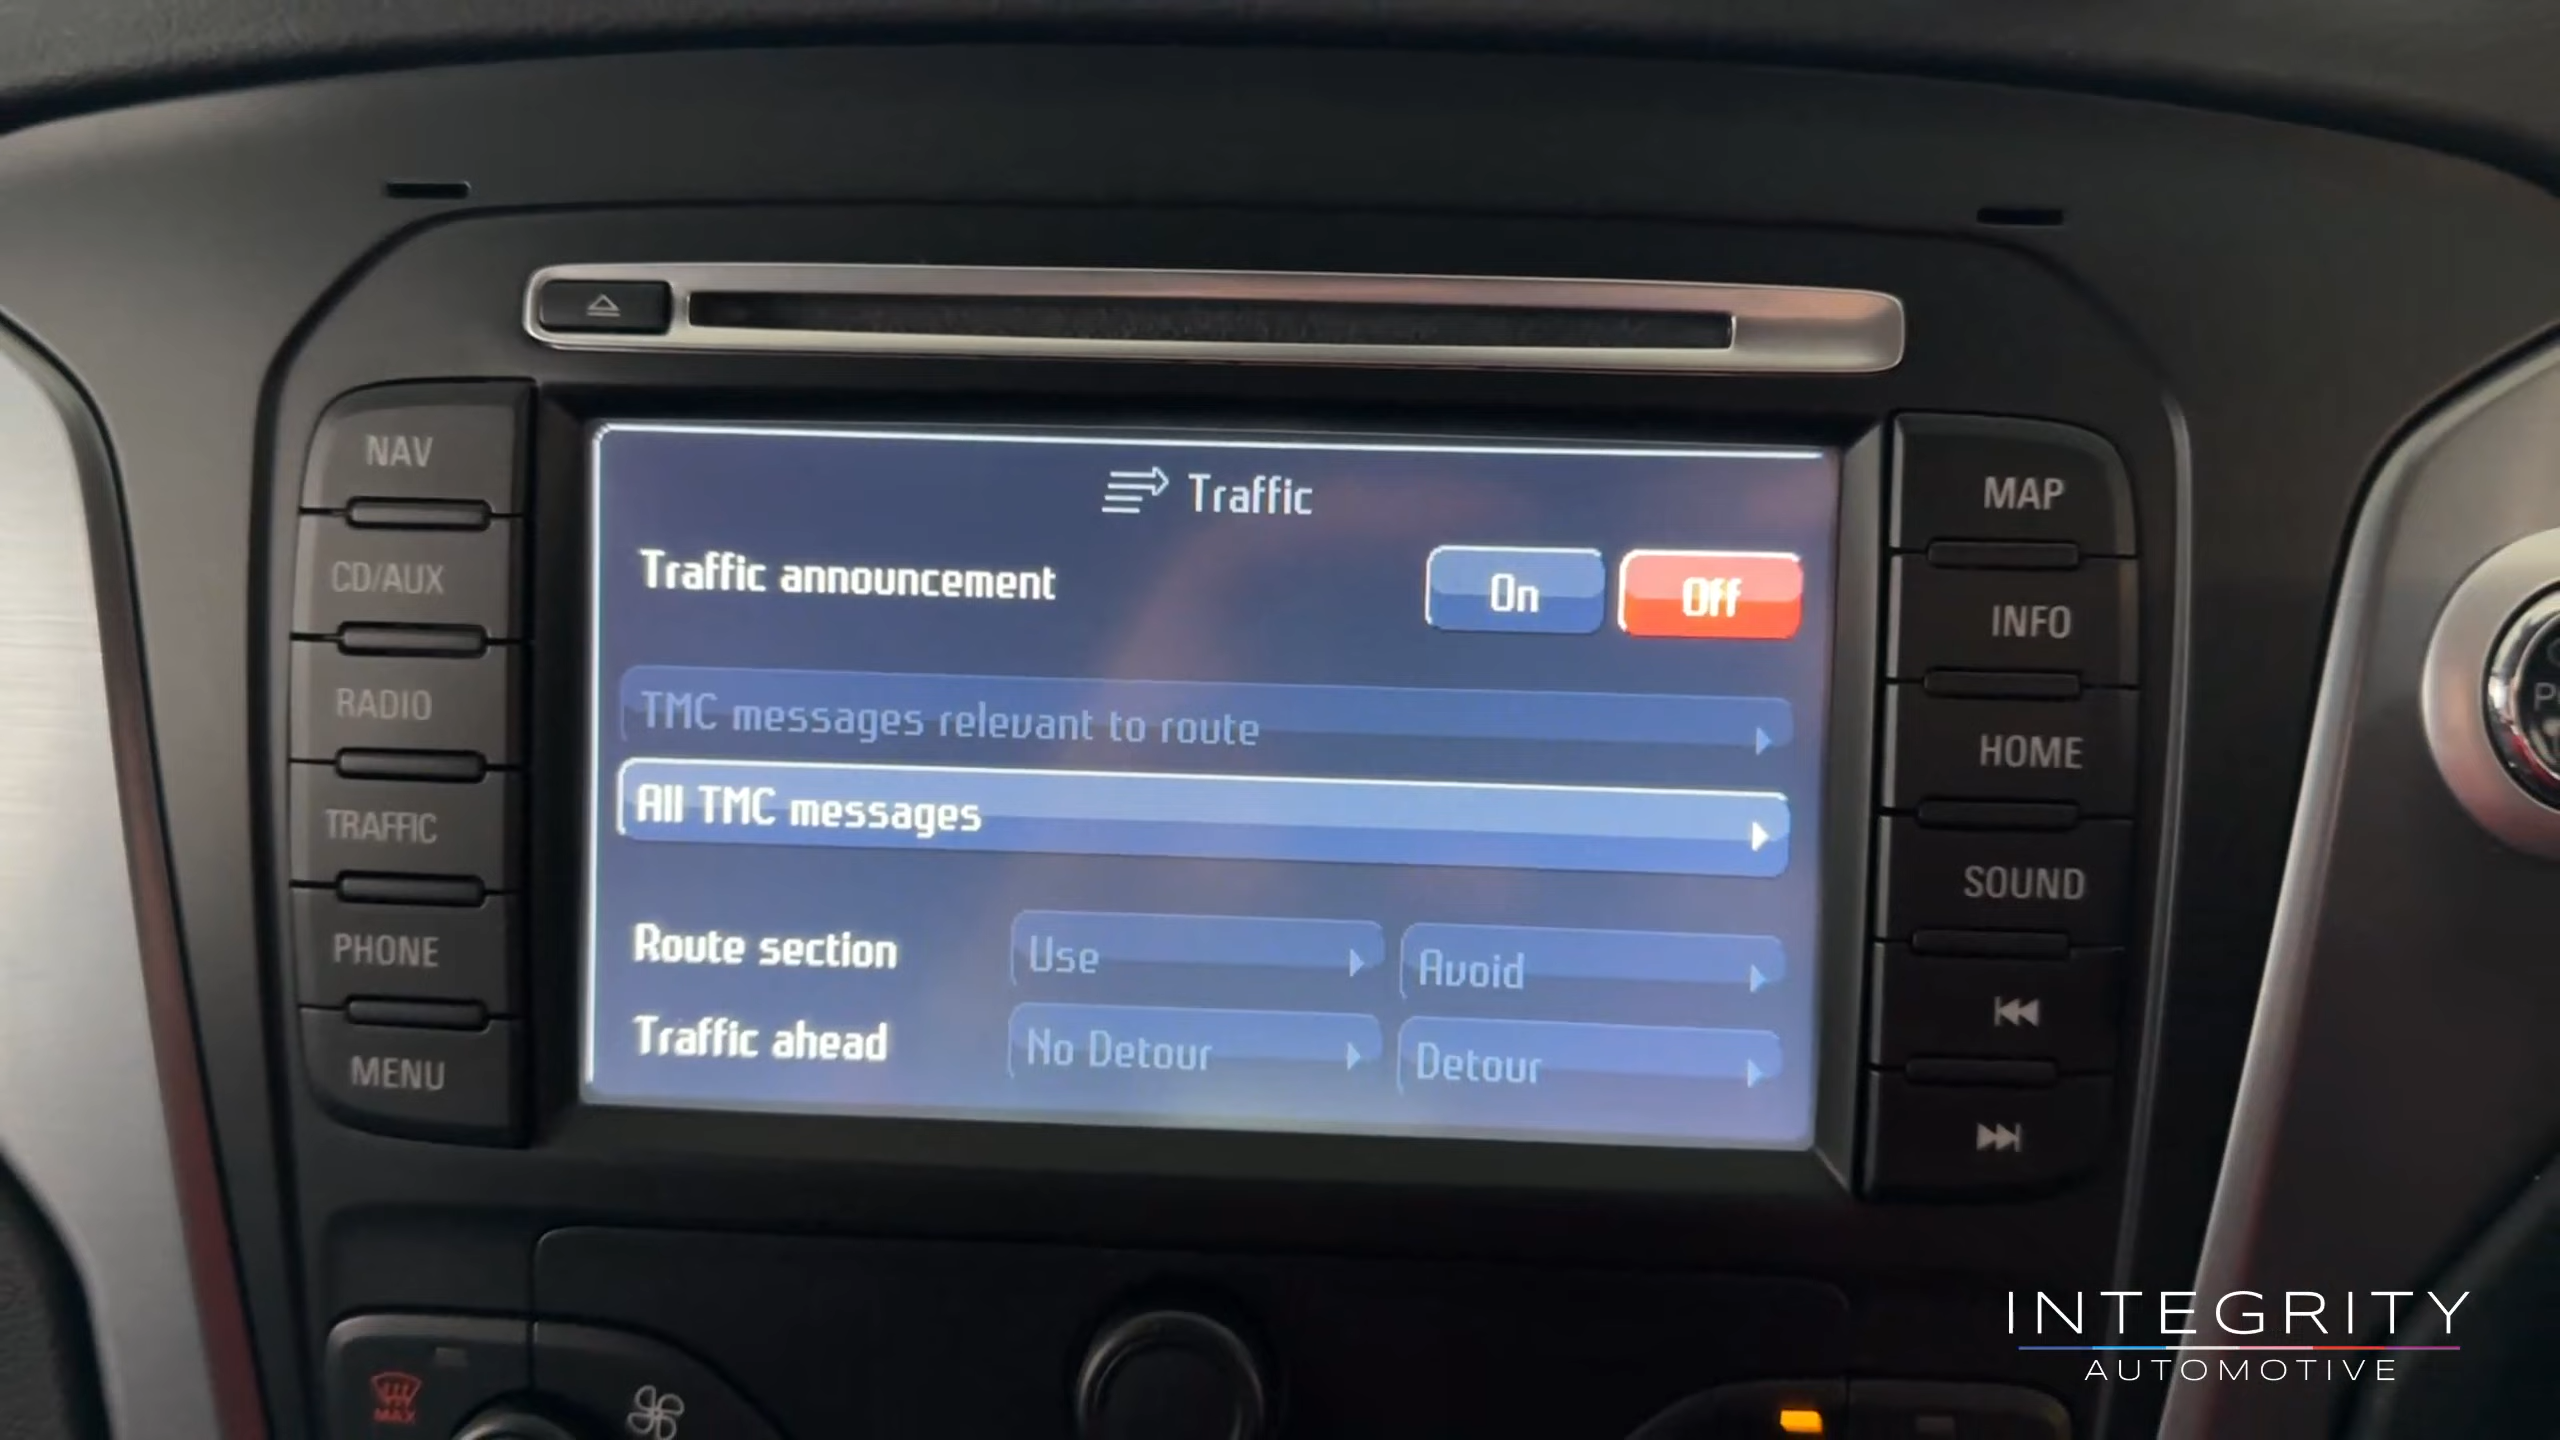 NAV
CD/AUX
RADIO
TRAFFIC
PHONE
MENU
Traffic
Traffic announcement On Off
TMC messages relevant to route
All TMC messages
Route section Use Avoid
Traffic ahead No Detour Detour
MAP
INFO
HOME
SOUND
MAX
INTEGRITY
AUTOMOTIVE